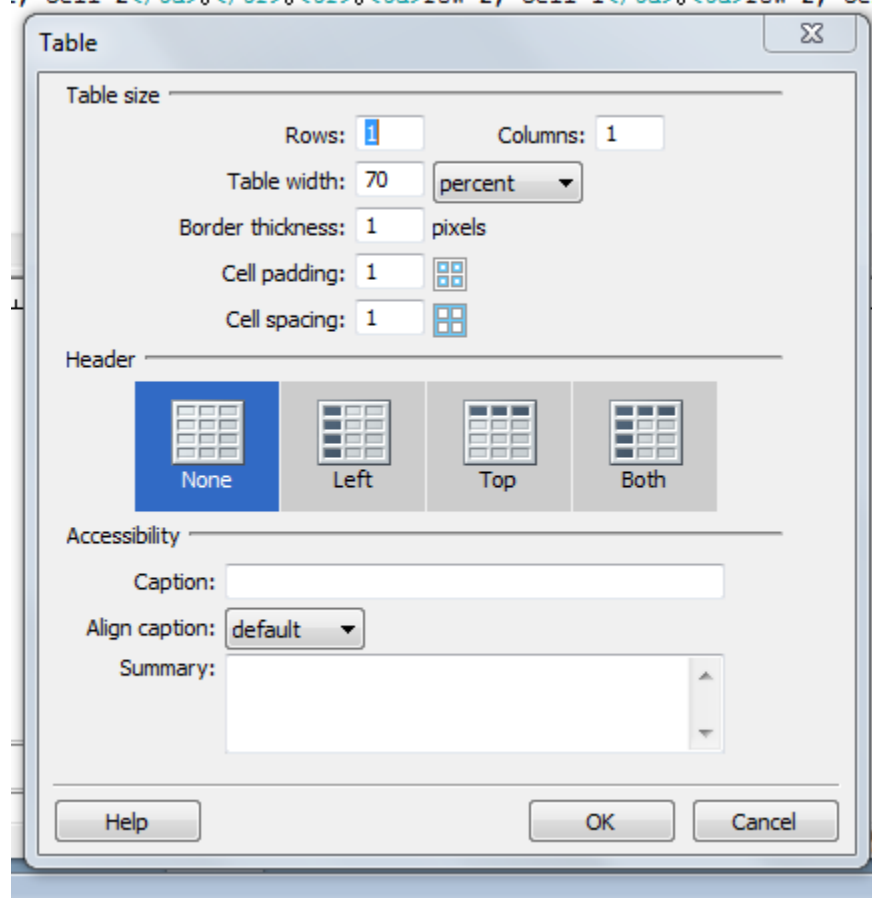 Table
Table size
Rows: 1 Columns: 1
Table width: 70 percent
Border thickness: 1 pixels
Cell padding: 1
Cell spacing: 1
Header
None Left Top Both
Accessibility
Caption:
Align caption: default
Summary:
Help OK Cancel